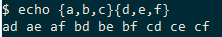 $ echo {a,b,c}{d,e,f}
ad ae af bd be bf cd ce cf